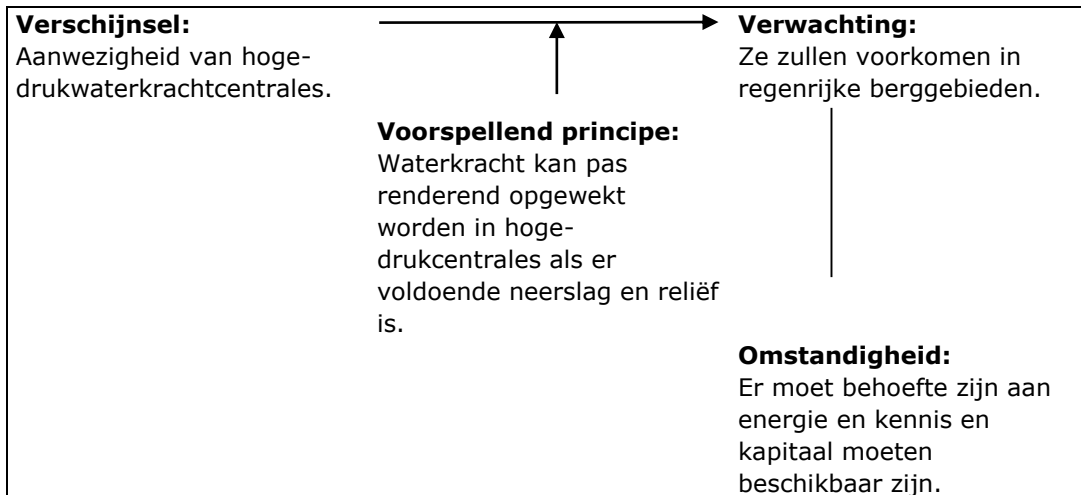 Verschijnsel:
Aanwezigheid van hoge-
drukwaterkrachtcentrales.
Verwachting:
Ze zullen voorkomen in
regenrijke berggebieden.
Voorspellend principe:
Waterkracht kan pas
renderend opgewekt
worden in hoge-
drukcentrales als er
voldoende neerslag en reliëf
is.
Omstandigheid:
Er moet behoefte zijn aan
energie en kennis en
kapitaal moeten
beschikbaar zijn.